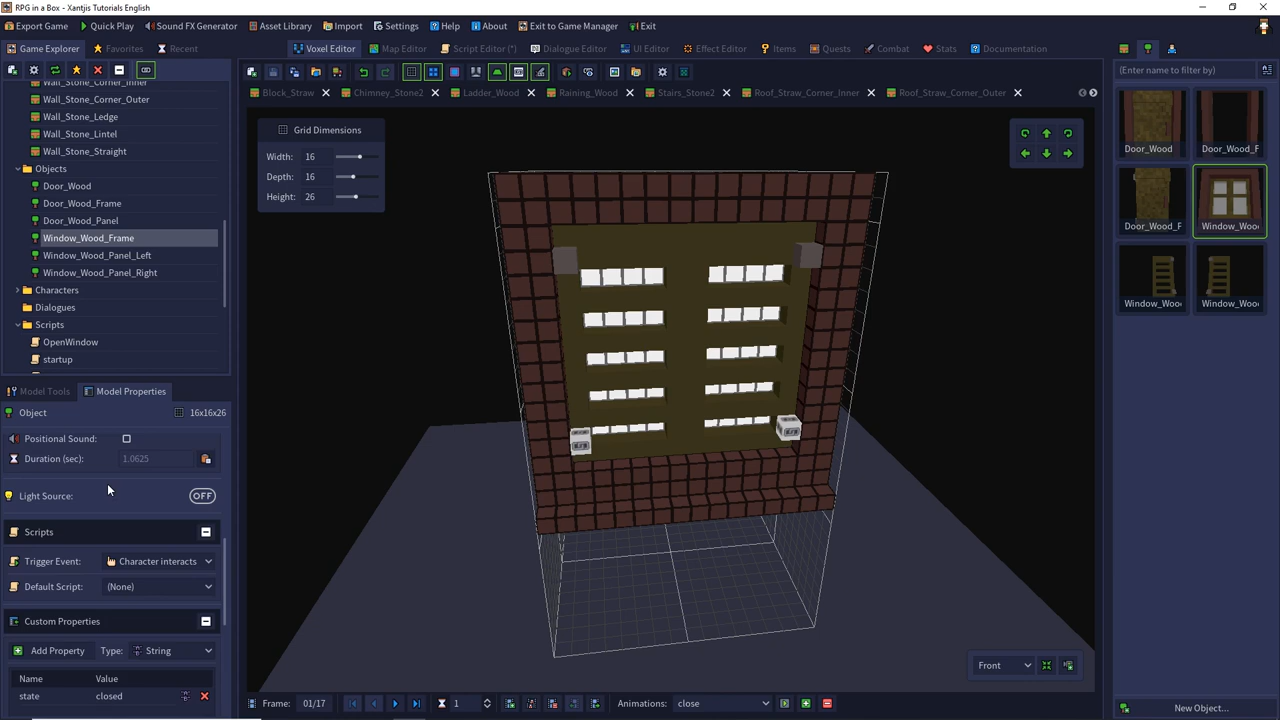 RPG in a Box - Xantjis Tutorials English
Export Game Quick Play Sound FX Generator Asset Library Import Settings Help About Exit to Game Manager Exit
Game Explorer Favorites Recent Voxel Editor Map Editor Script Editor (*) Dialogue Editor UI Editor Effect Editor Items Quests Combat Stats Documentation
(Enter name to filter by)
Block_Straw Chimney_Stone2 Ladder_Wood Raining_Wood Stairs_Stone2 Roof_Straw_Corner_Inner Roof_Straw_Corner_Outer
Wall_Stone_Corner_Inner
Wall_Stone_Corner_Outer
Wall_Stone_Ledge
Wall_Stone_Lintel
Wall_Stone_Straight
Objects
Door_Wood
Door_Wood_Frame
Door_Wood_Panel
Window_Wood_Frame
Window_Wood_Panel_Left
Window_Wood_Panel_Right
Characters
Dialogues
Scripts
OpenWindow
startup
Model Tools Model Properties
Object 16x16x26
Positional Sound:
Duration (sec): 1.0625
Light Source: OFF
Scripts
Trigger Event: Character interacts
Default Script: (None)
Custom Properties
Add Property Type: String
Name Value
state closed
Grid Dimensions
Width: 16
Depth: 16
Height: 26
Front
Frame: 01/17 1 Animations: close
Door_Wood Door_Wood_F
Door_Wood_F Window_Woo
Window_Woo Window_Woo
New Object...